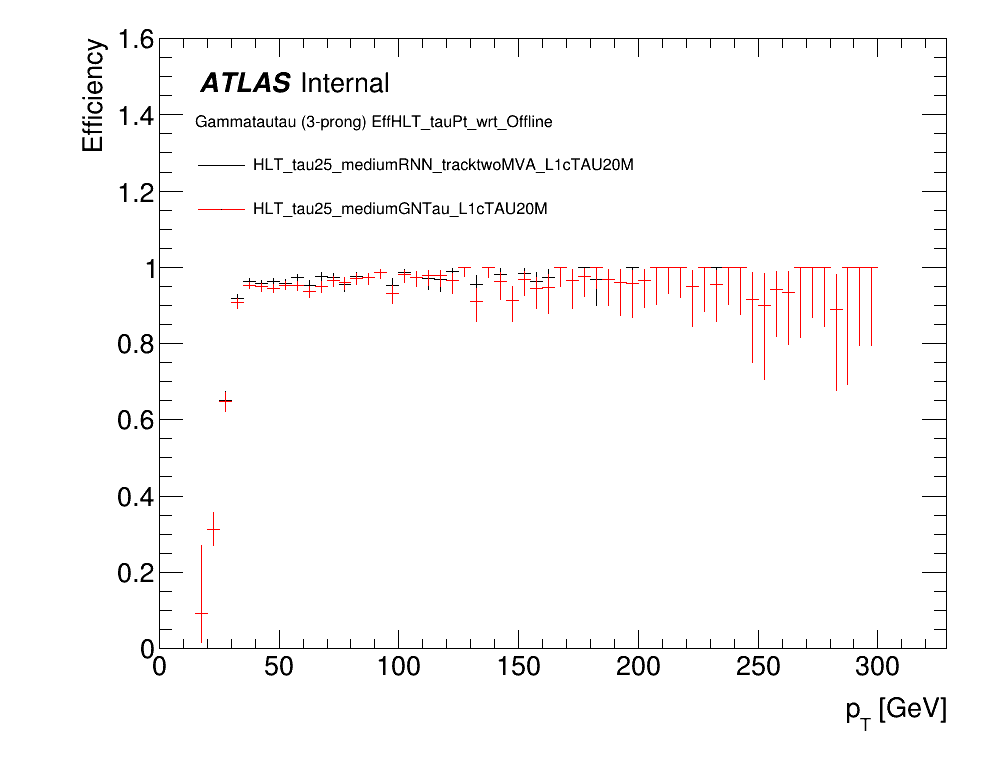 1.6
ATLAS Internal
Efficiency
1.4
Gammatautau (3-prong) EffHLT_tauPt_wrt_Offline
HLT_tau25_mediumRNN_tracktwoMVA_L1cTAU20M
1.2
HLT_tau25_mediumGNTau_L1cTAU20M
1
0.8
0.6
0.4
0.2
0
0 50 100 150 200 250 300
p_T [GeV]